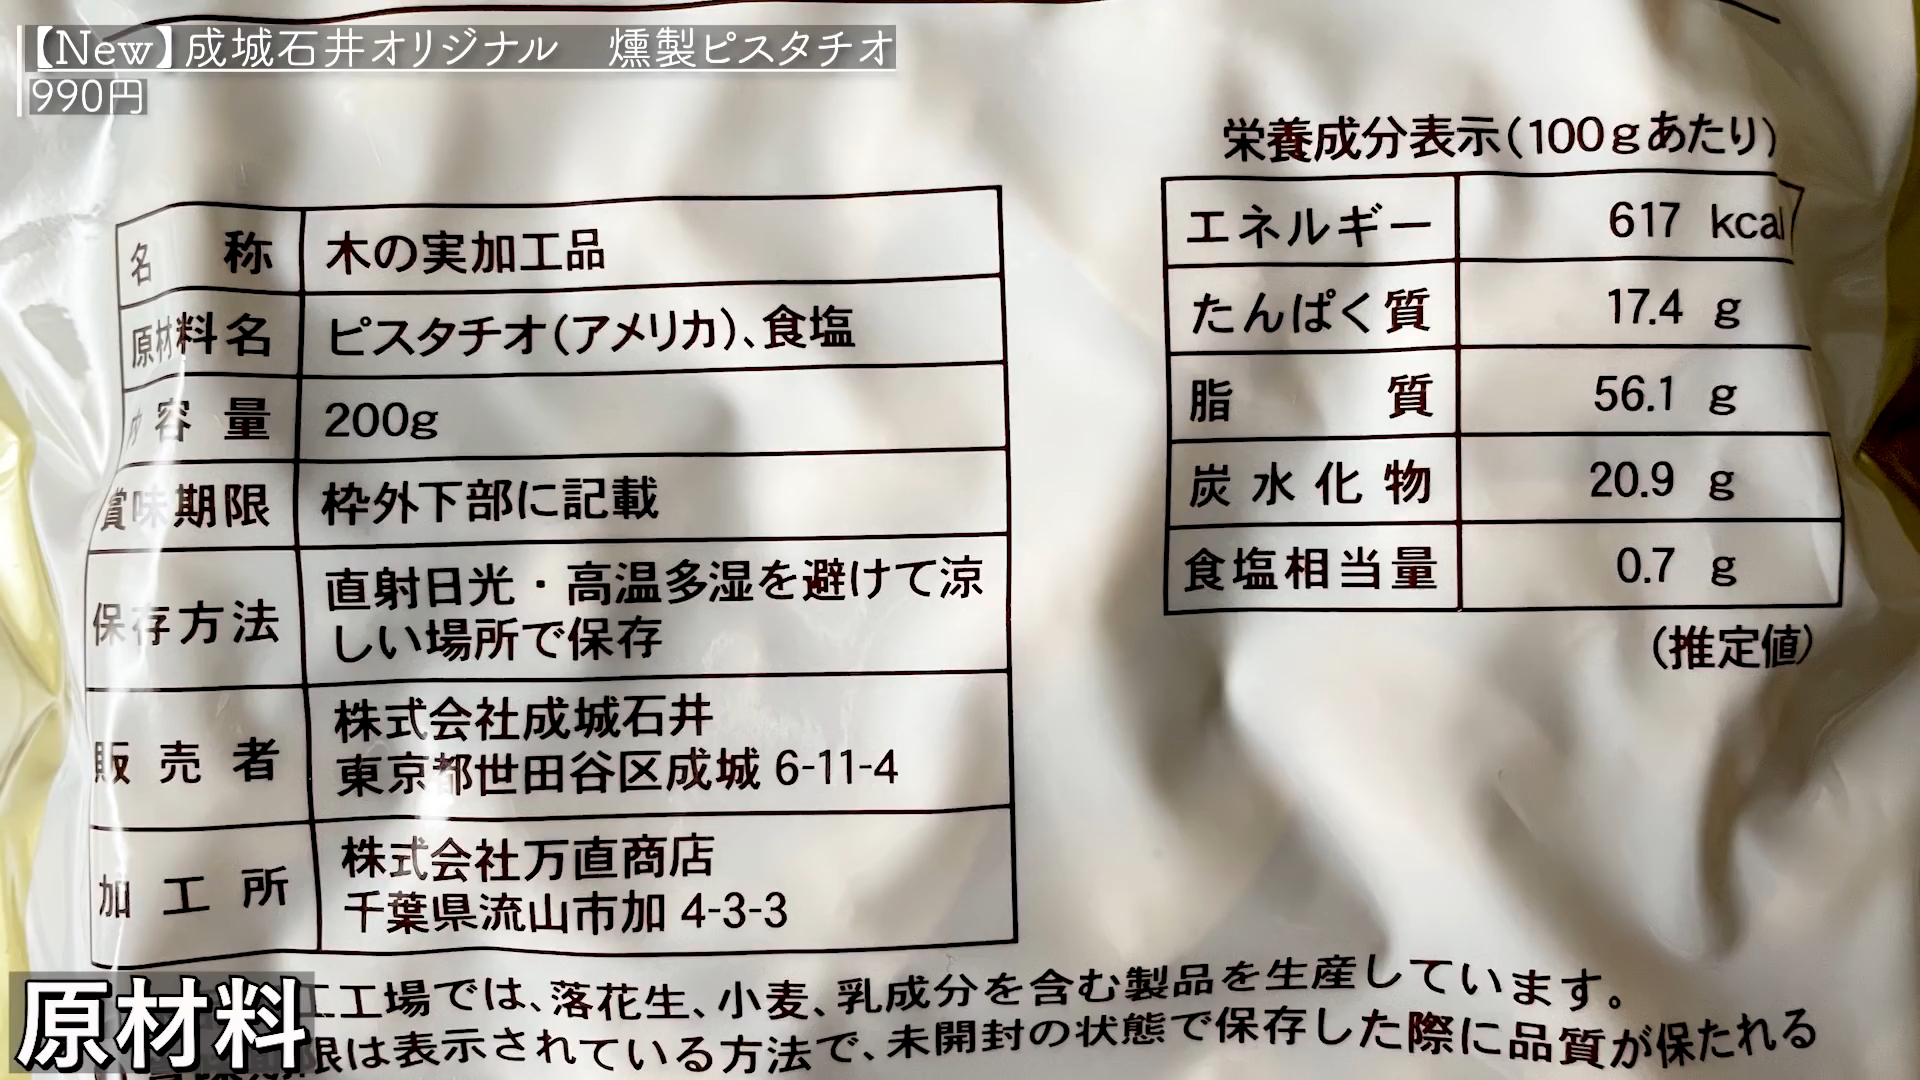 【New】成城石井オリジナル　燻製ピスタチオ
990円
名称 木の実加工品
原材料名 ピスタチオ(アメリカ)、食塩
内容量 200g
賞味期限 枠外下部に記載
保存方法 直射日光・高温多湿を避けて涼
しい場所で保存
販売者 株式会社成城石井
東京都世田谷区成城 6-11-4
加工所 株式会社万直商店
千葉県流山市加 4-3-3
栄養成分表示(100gあたり)
エネルギー 617 kcal
たんぱく質 17.4 g
脂質 56.1 g
炭水化物 20.9 g
食塩相当量 0.7 g
(推定値)
工場では、落花生、小麦、乳成分を含む製品を生産しています。
限は表示されている方法で、未開封の状態で保存した際に品質が保たれる
原材料